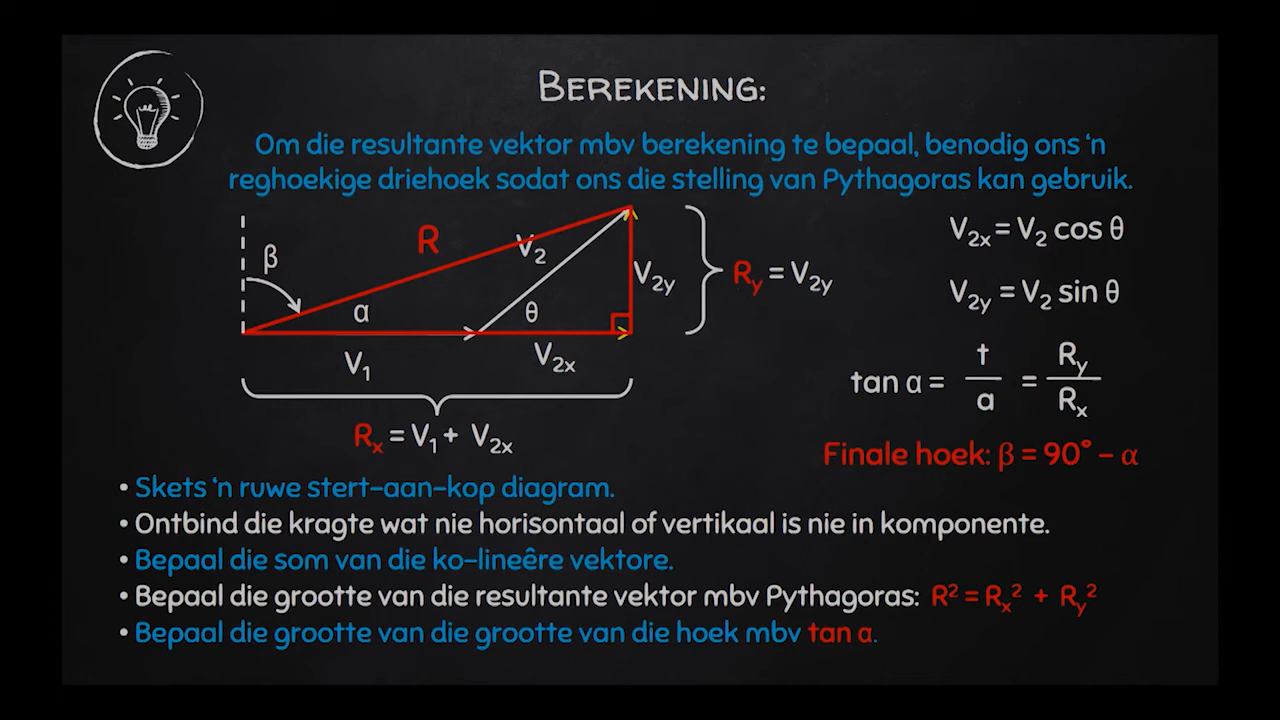 BEREKENING:
Om die resultante vektor mbv berekening te bepaal, benodig ons ‘n
reghoekige driehoek sodat ons die stelling van Pythagoras kan gebruik.
β
R
V₂
α
θ
V₁
V₂ₓ
V₂y
Ry = V₂y
Rₓ = V₁ + V₂ₓ
V₂ₓ = V₂ cos θ
V₂y = V₂ sin θ
tan α = t/a = Ry/Rₓ
Finale hoek: β = 90° – α
• Skets ‘n ruwe stert-aan-kop diagram.
• Ontbind die kragte wat nie horisontaal of vertikaal is nie in komponente.
• Bepaal die som van die ko-lineêre vektore.
• Bepaal die grootte van die resultante vektor mbv Pythagoras: R² = Rₓ² + Ry²
• Bepaal die grootte van die grootte van die hoek mbv tan α.